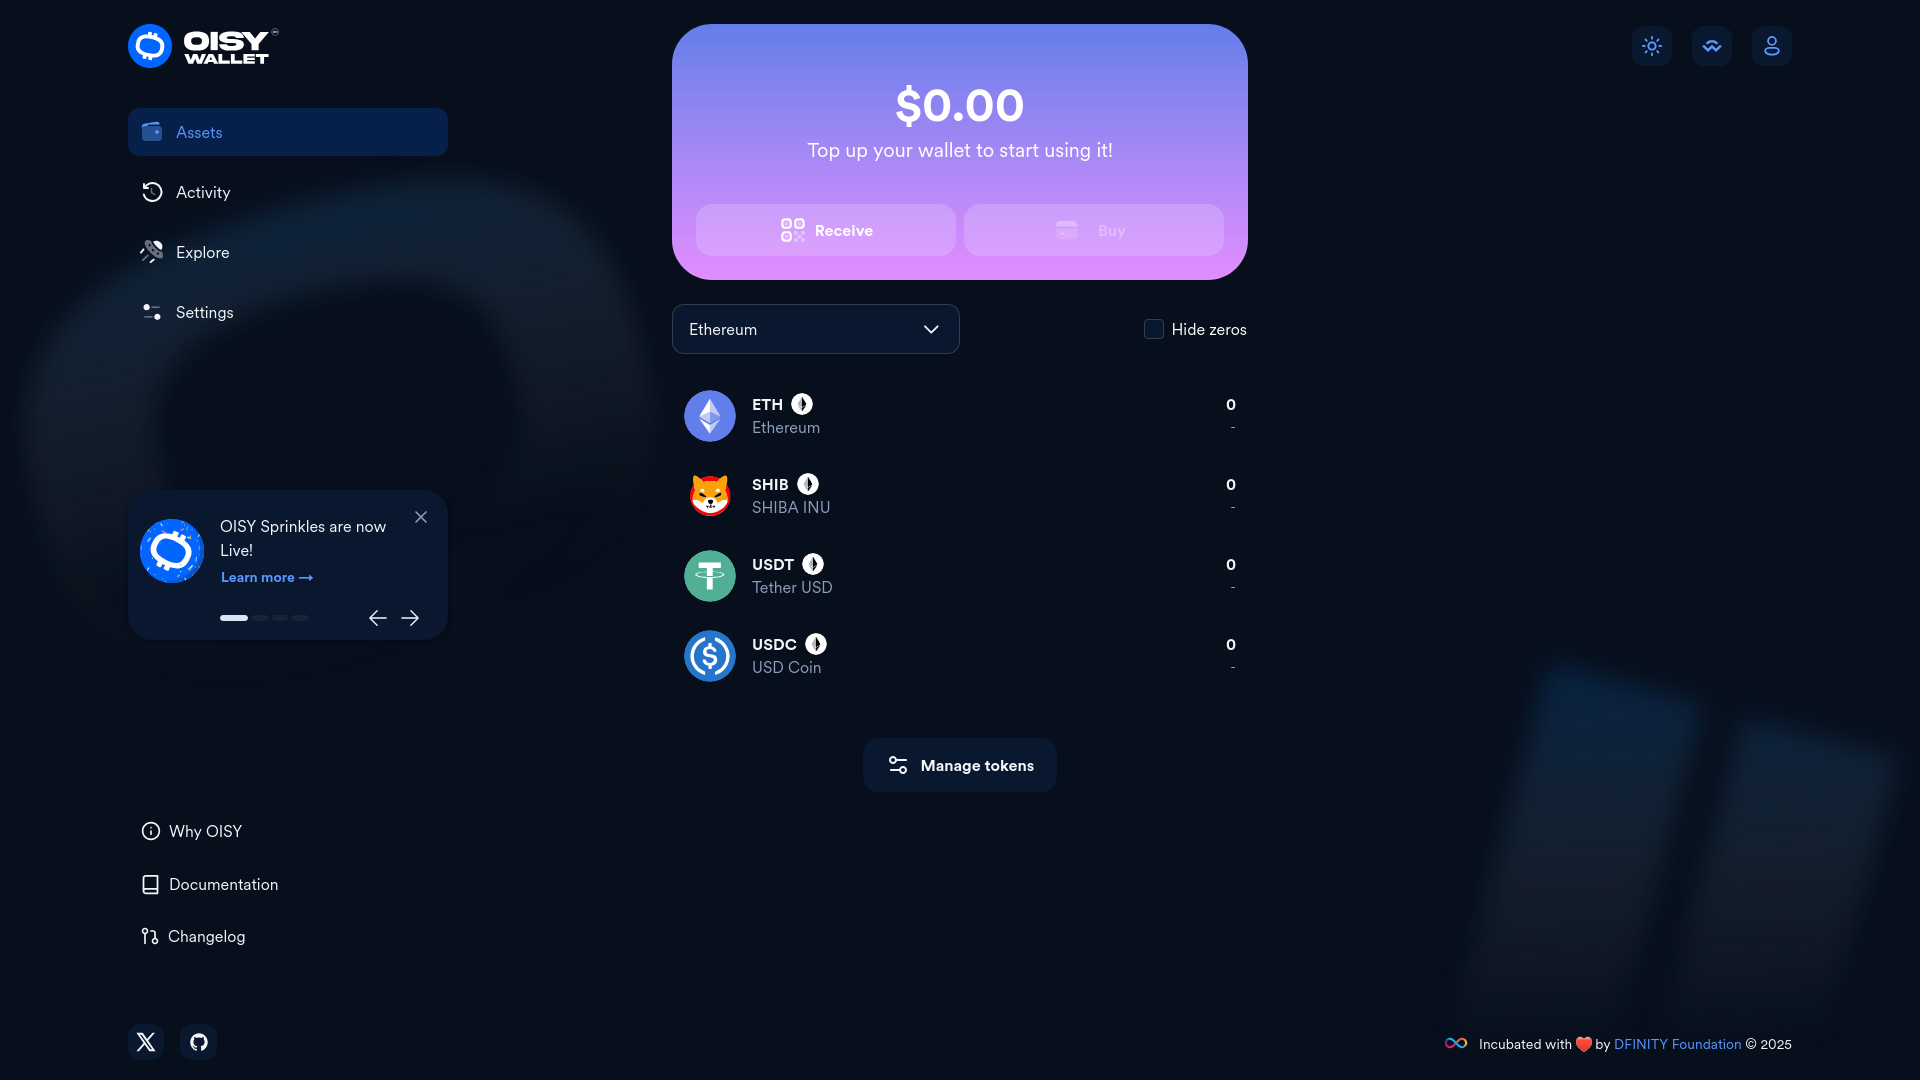 OISY
WALLET
Assets
Activity
Explore
Settings
OISY Sprinkles are now
Live!
Learn more →
Why OISY
Documentation
Changelog
$0.00
Top up your wallet to start using it!
Receive
Buy
Ethereum
Hide zeros
ETH
Ethereum
0
-
SHIB
SHIBA INU
0
-
USDT
Tether USD
0
-
USDC
USD Coin
0
-
Manage tokens
Incubated with ❤️ by DFINITY Foundation © 2025